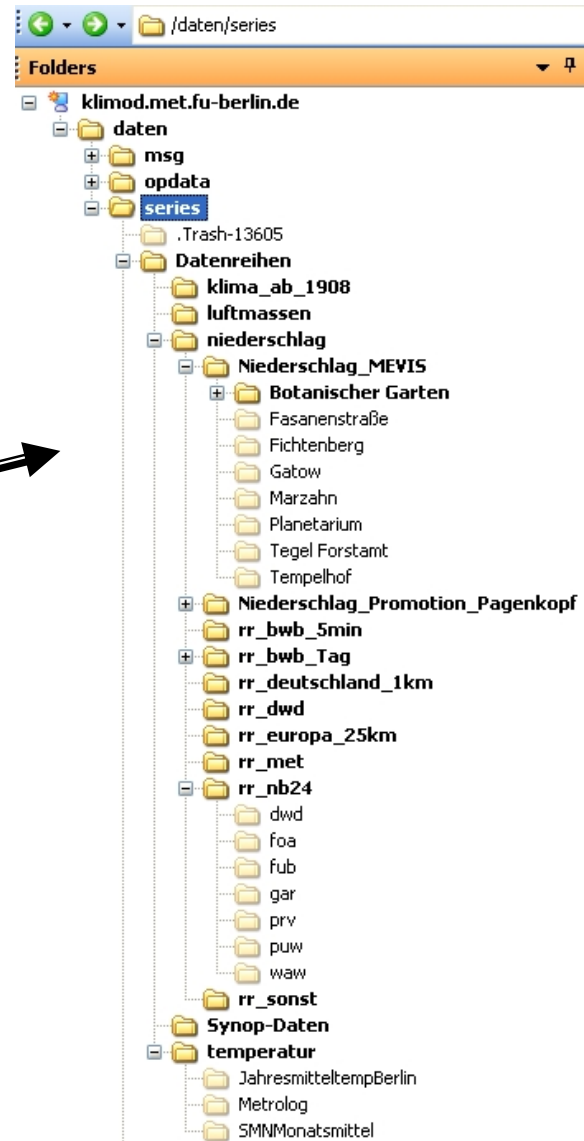 /daten/series
Folders
klimod.met.fu-berlin.de
daten
msg
opdata
series
.Trash-13605
Datenreihen
klima_ab_1908
luftmassen
niederschlag
Niederschlag_MEVIS
Botanischer Garten
Fasanenstraße
Fichtenberg
Gatow
Marzahn
Planetarium
Tegel Forstamt
Tempelhof
Niederschlag_Promotion_Pagenkopf
rr_bwb_5min
rr_bwb_Tag
rr_deutschland_1km
rr_dwd
rr_europa_25km
rr_met
rr_nb24
dwd
foa
fub
gar
prv
puw
waw
rr_sonst
Synop-Daten
temperatur
JahresmitteltempBerlin
Metrolog
SMNMonatsmittel